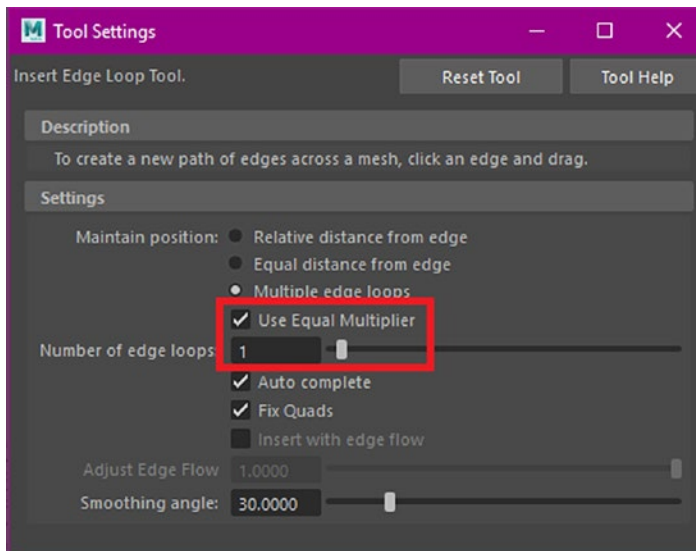 Tool Settings
Insert Edge Loop Tool.
Reset Tool
Tool Help
Description
To create a new path of edges across a mesh, click an edge and drag.
Settings
Maintain position: Relative distance from edge
Equal distance from edge
Multiple edge loops
Use Equal Multiplier
Number of edge loops: 1
Auto complete
Fix Quads
Insert with edge flow
Adjust Edge Flow 1.0000
Smoothing angle: 30.0000